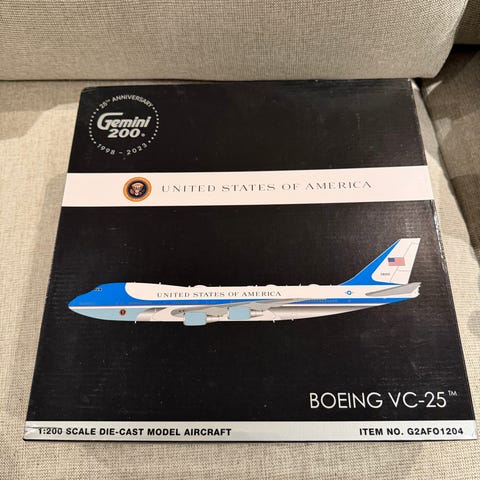 25TH ANNIVERSARY
Gemini
200®
1998 - 2023
UNITED STATES OF AMERICA
UNITED STATES OF AMERICA
BOEING VC-25™
1:200 SCALE DIE-CAST MODEL AIRCRAFT
ITEM NO. G2AFO1204